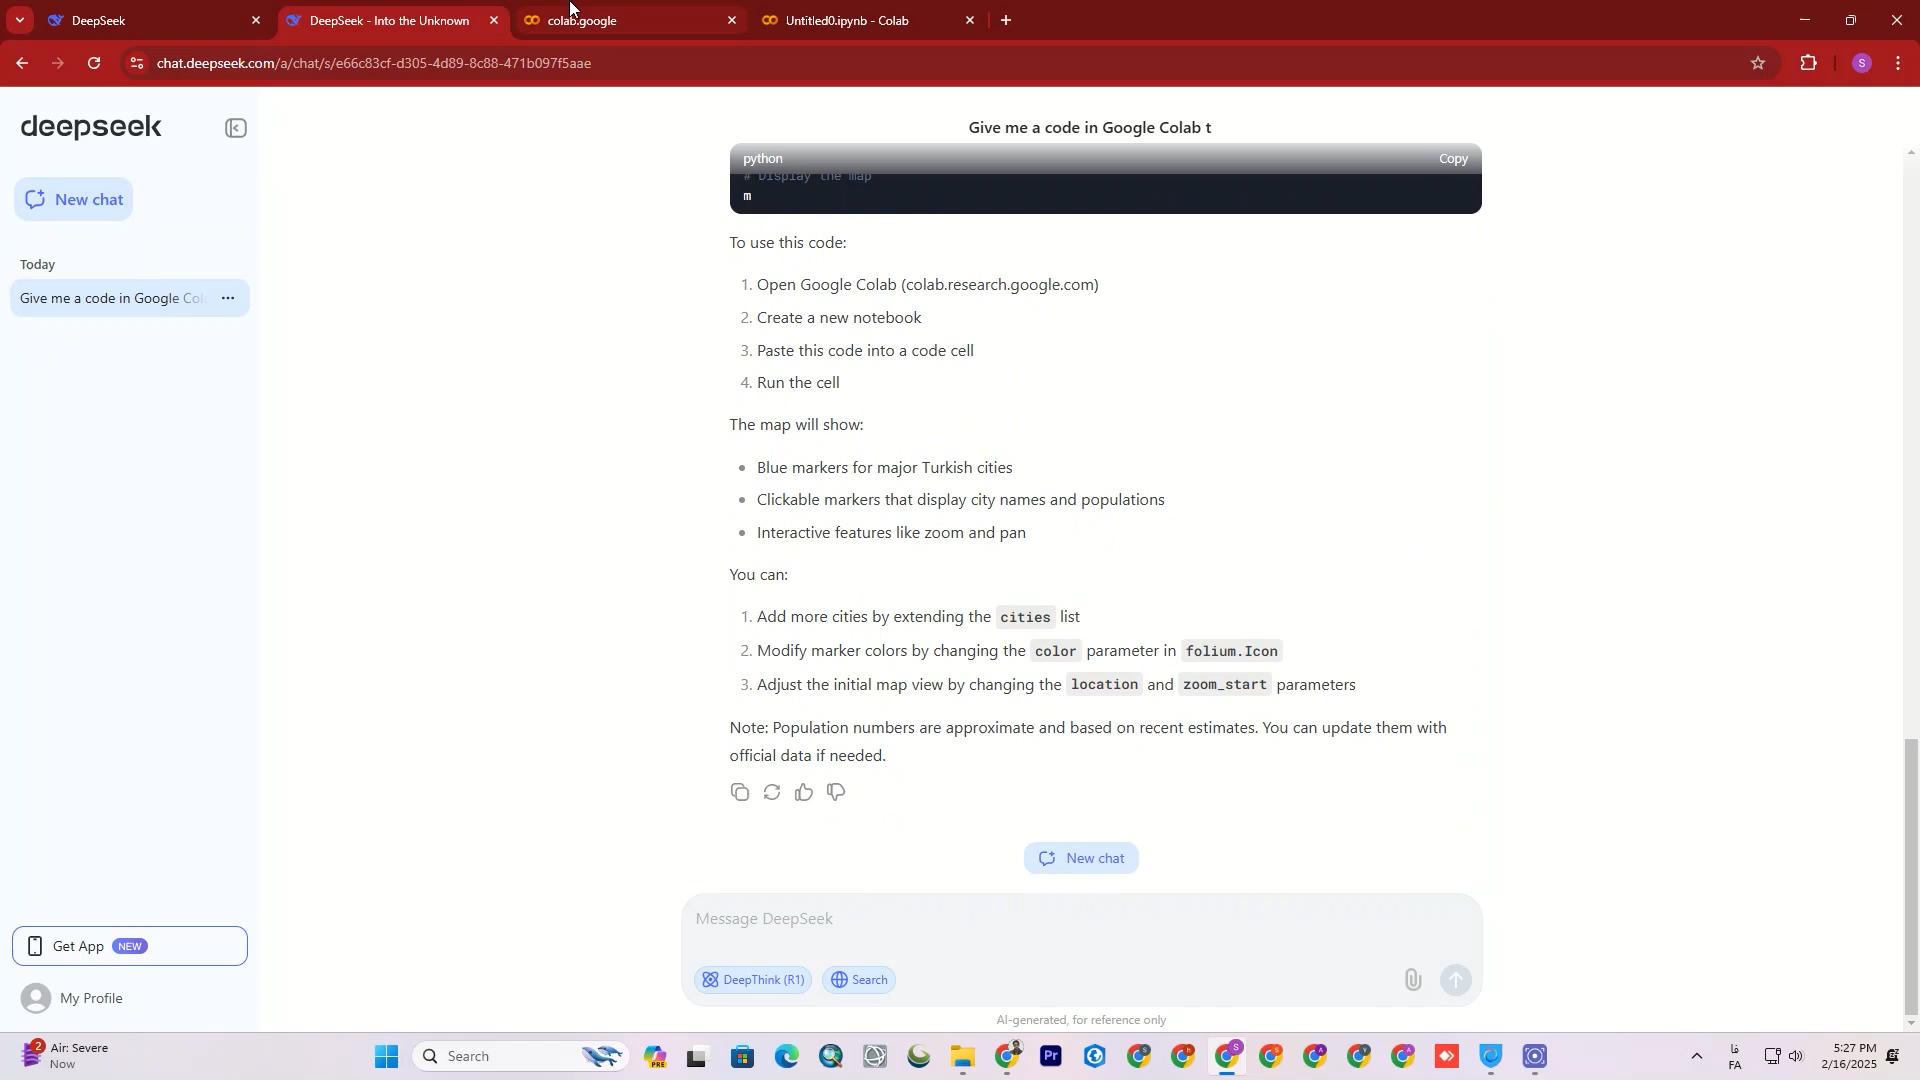 DeepSeek
DeepSeek - Into the Unknown
colab.google
Untitled0.ipynb - Colab
chat.deepseek.com/a/chat/s/e66c83cf-d305-4d89-8c88-471b097f5aae
S
deepseek
New chat
Today
Give me a code in Google Col
Give me a code in Google Colab t
python
Copy
# Display the map
m
To use this code:
1. Open Google Colab (colab.research.google.com)
2. Create a new notebook
3. Paste this code into a code cell
4. Run the cell
The map will show:
• Blue markers for major Turkish cities
• Clickable markers that display city names and populations
• Interactive features like zoom and pan
You can:
1. Add more cities by extending the cities list
2. Modify marker colors by changing the color parameter in folium.Icon
3. Adjust the initial map view by changing the location and zoom_start parameters
Note: Population numbers are approximate and based on recent estimates. You can update them with
official data if needed.
New chat
Message DeepSeek
DeepThink (R1)
Search
AI-generated, for reference only
Get App NEW
My Profile
2
Air: Severe
Now
Search
PRE
Pr
فا
FA
5:27 PM
2/16/2025